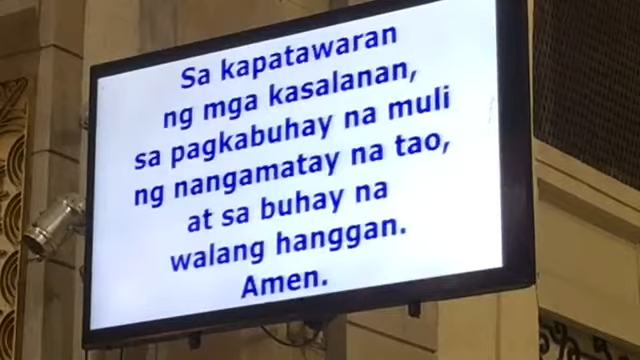 Sa kapatawaran
ng mga kasalanan,
sa pagkabuhay na muli
ng nangamatay na tao,
at sa buhay na
walang hanggan.
Amen.